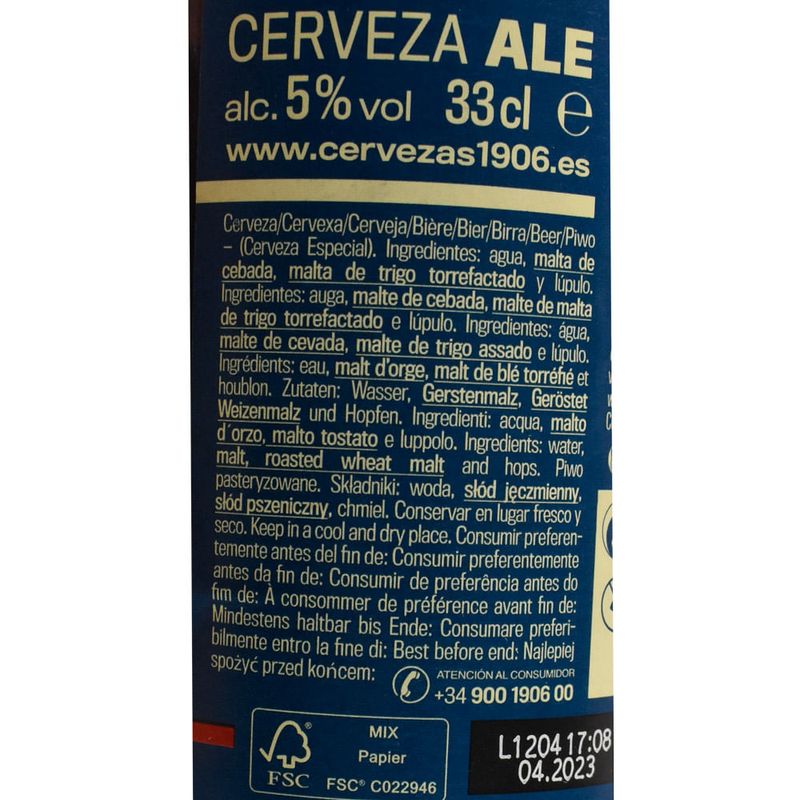 CERVEZA ALE
alc. 5% vol 33 cl e
www.cervezas1906.es
Cerveza/Cervexa/Cerveja/Bière/Bier/Birra/Beer/Piwo
– (Cerveza Especial). Ingredientes: agua, malta de
cebada, malta de trigo torrefactado y lúpulo.
Ingredientes: auga, malte de cebada, malte de malta
de trigo torrefactado e lúpulo. Ingredientes: água,
malte de cevada, malte de trigo assado e lúpulo.
Ingrédients: eau, malt d'orge, malt de blé torréfié et
houblon. Zutaten: Wasser, Gerstenmalz, Geröstet
Weizenmalz und Hopfen. Ingredienti: acqua, malto
d´orzo, malto tostato e luppolo. Ingredients: water,
malt, roasted wheat malt and hops. Piwo
pasteryzowane. Składniki: woda, słód jęczmienny,
słód pszeniczny, chmiel. Conservar en lugar fresco y
seco. Keep in a cool and dry place. Consumir preferen-
temente antes del fin de: Consumir preferentemente
antes da fin de: Consumir de preferência antes do
fim de: À consommer de préférence avant fin de:
Mindestens haltbar bis Ende: Consumare preferi-
bilmente entro la fine di: Best before end: Najlepiej
spożyć przed końcem:
ATENCIÓN AL CONSUMIDOR
+34 900 1906 00
FSC
MIX
Papier
FSC® C022946
L1204 17:08
04.2023